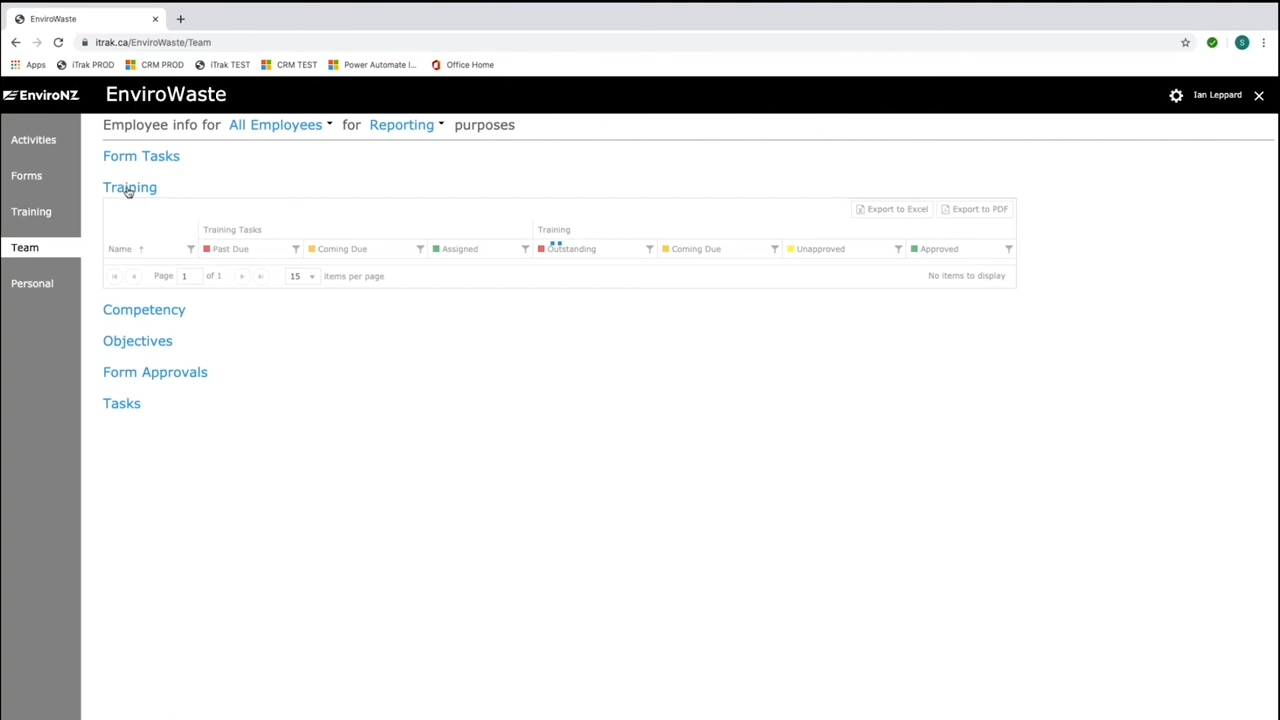 EnviroWaste
itrak.ca/EnviroWaste/Team
S
Apps iTrak PROD CRM PROD iTrak TEST CRM TEST Power Automate I... Office Home
EnviroNZ EnviroWaste Ian Leppard
Employee info for All Employees for Reporting purposes
Activities
Forms
Training
Team
Personal
Form Tasks
Training
Export to Excel Export to PDF
Training Tasks Training
Name Past Due Coming Due Assigned Outstanding Coming Due Unapproved Approved
Page 1 of 1 15 items per page No items to display
Competency
Objectives
Form Approvals
Tasks